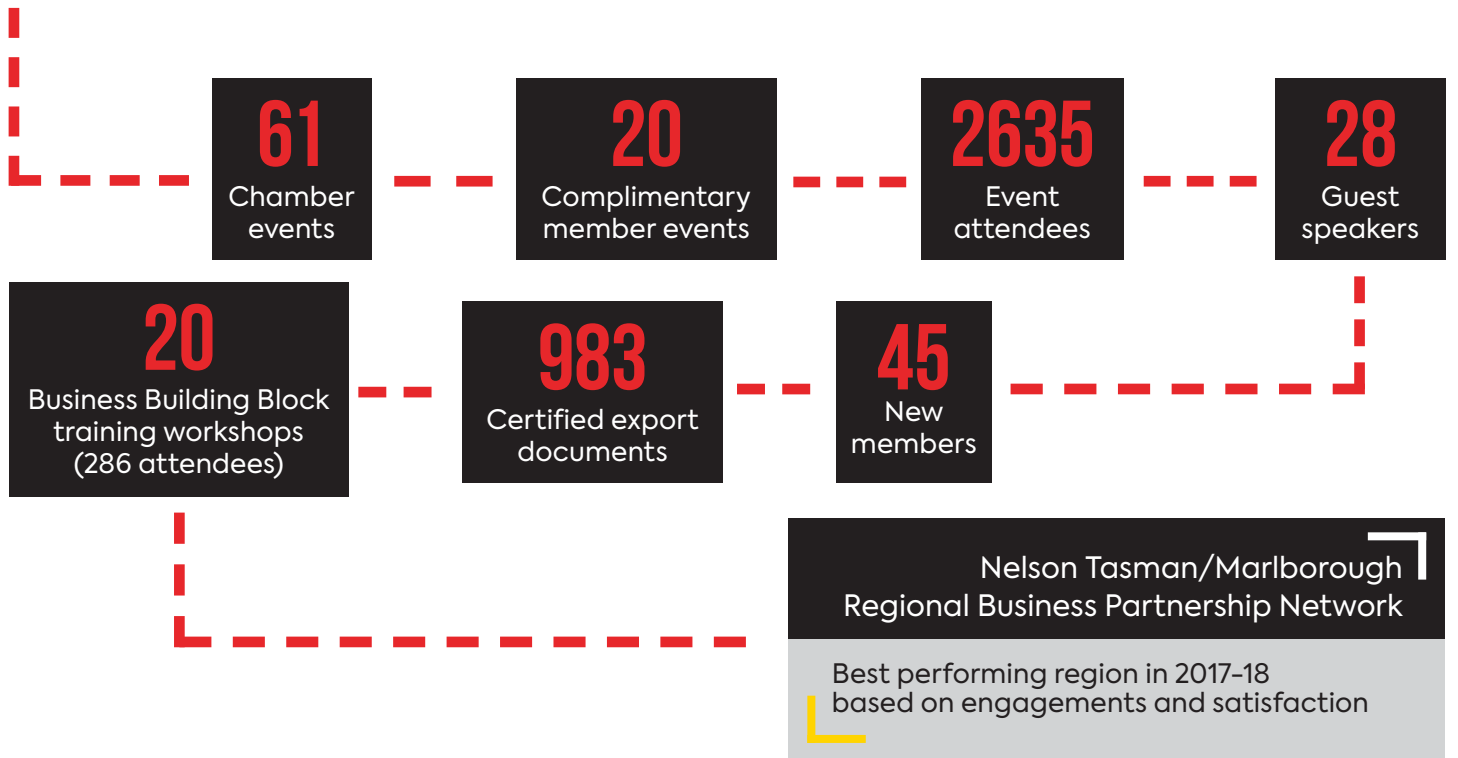 61
Chamber
events
20
Complimentary
member events
2635
Event
attendees
28
Guest
speakers
20
Business Building Block
training workshops
(286 attendees)
983
Certified export
documents
45
New
members
Nelson Tasman/Marlborough
Regional Business Partnership Network
Best performing region in 2017-18
based on engagements and satisfaction